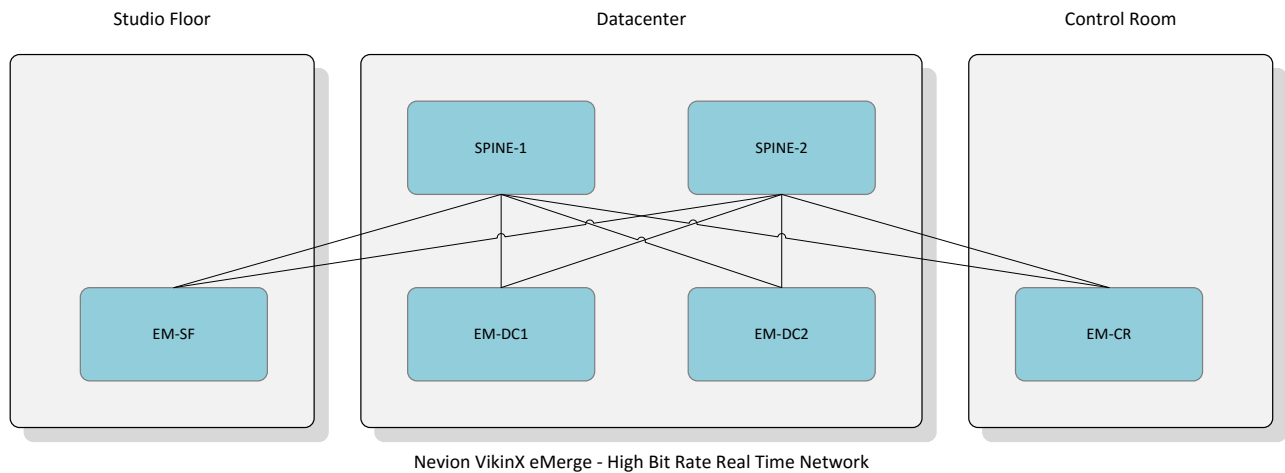 Studio Floor
Datacenter
Control Room
SPINE-1
SPINE-2
EM-SF
EM-DC1
EM-DC2
EM-CR
Nevion VikinX eMerge - High Bit Rate Real Time Network